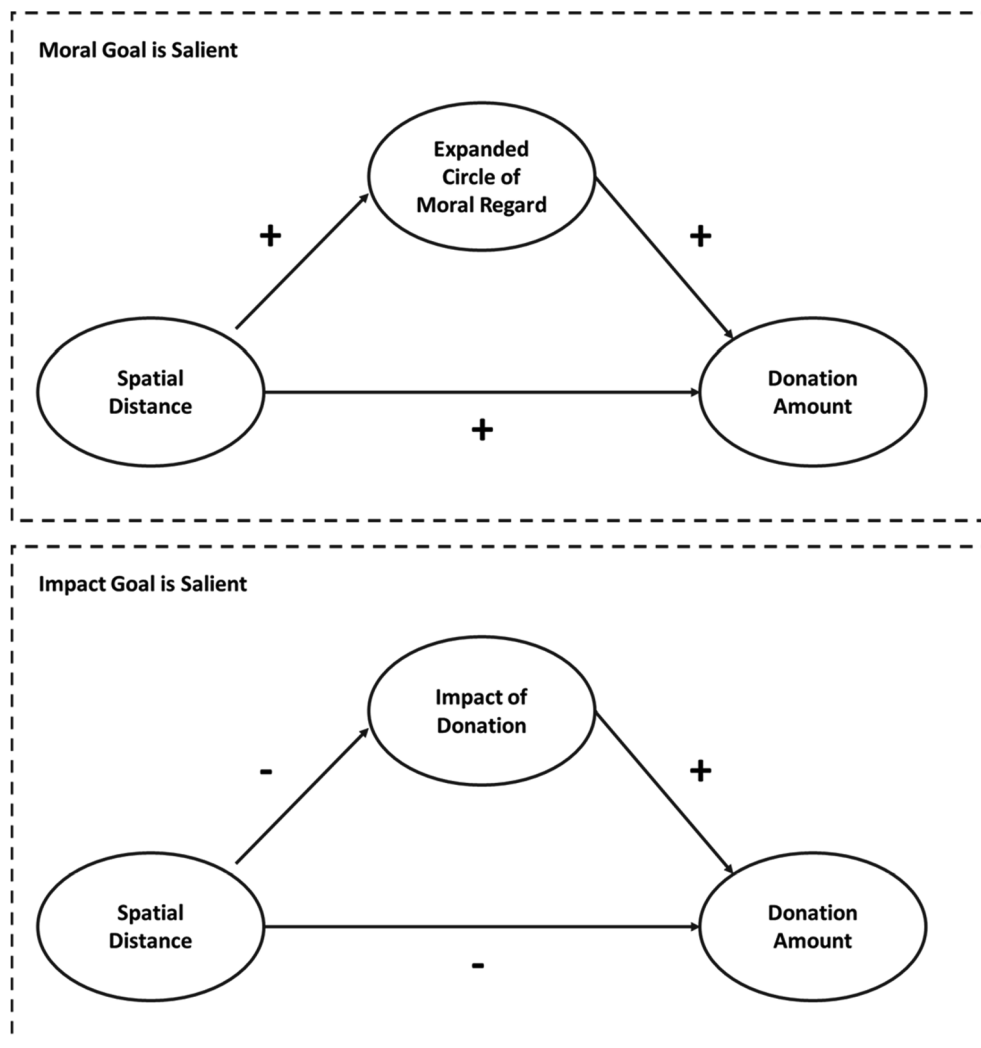 Moral Goal is Salient
Expanded
Circle of
Moral Regard
+
+
Spatial
Distance
Donation
Amount
+
Impact Goal is Salient
Impact of
Donation
-
+
Spatial
Distance
Donation
Amount
-